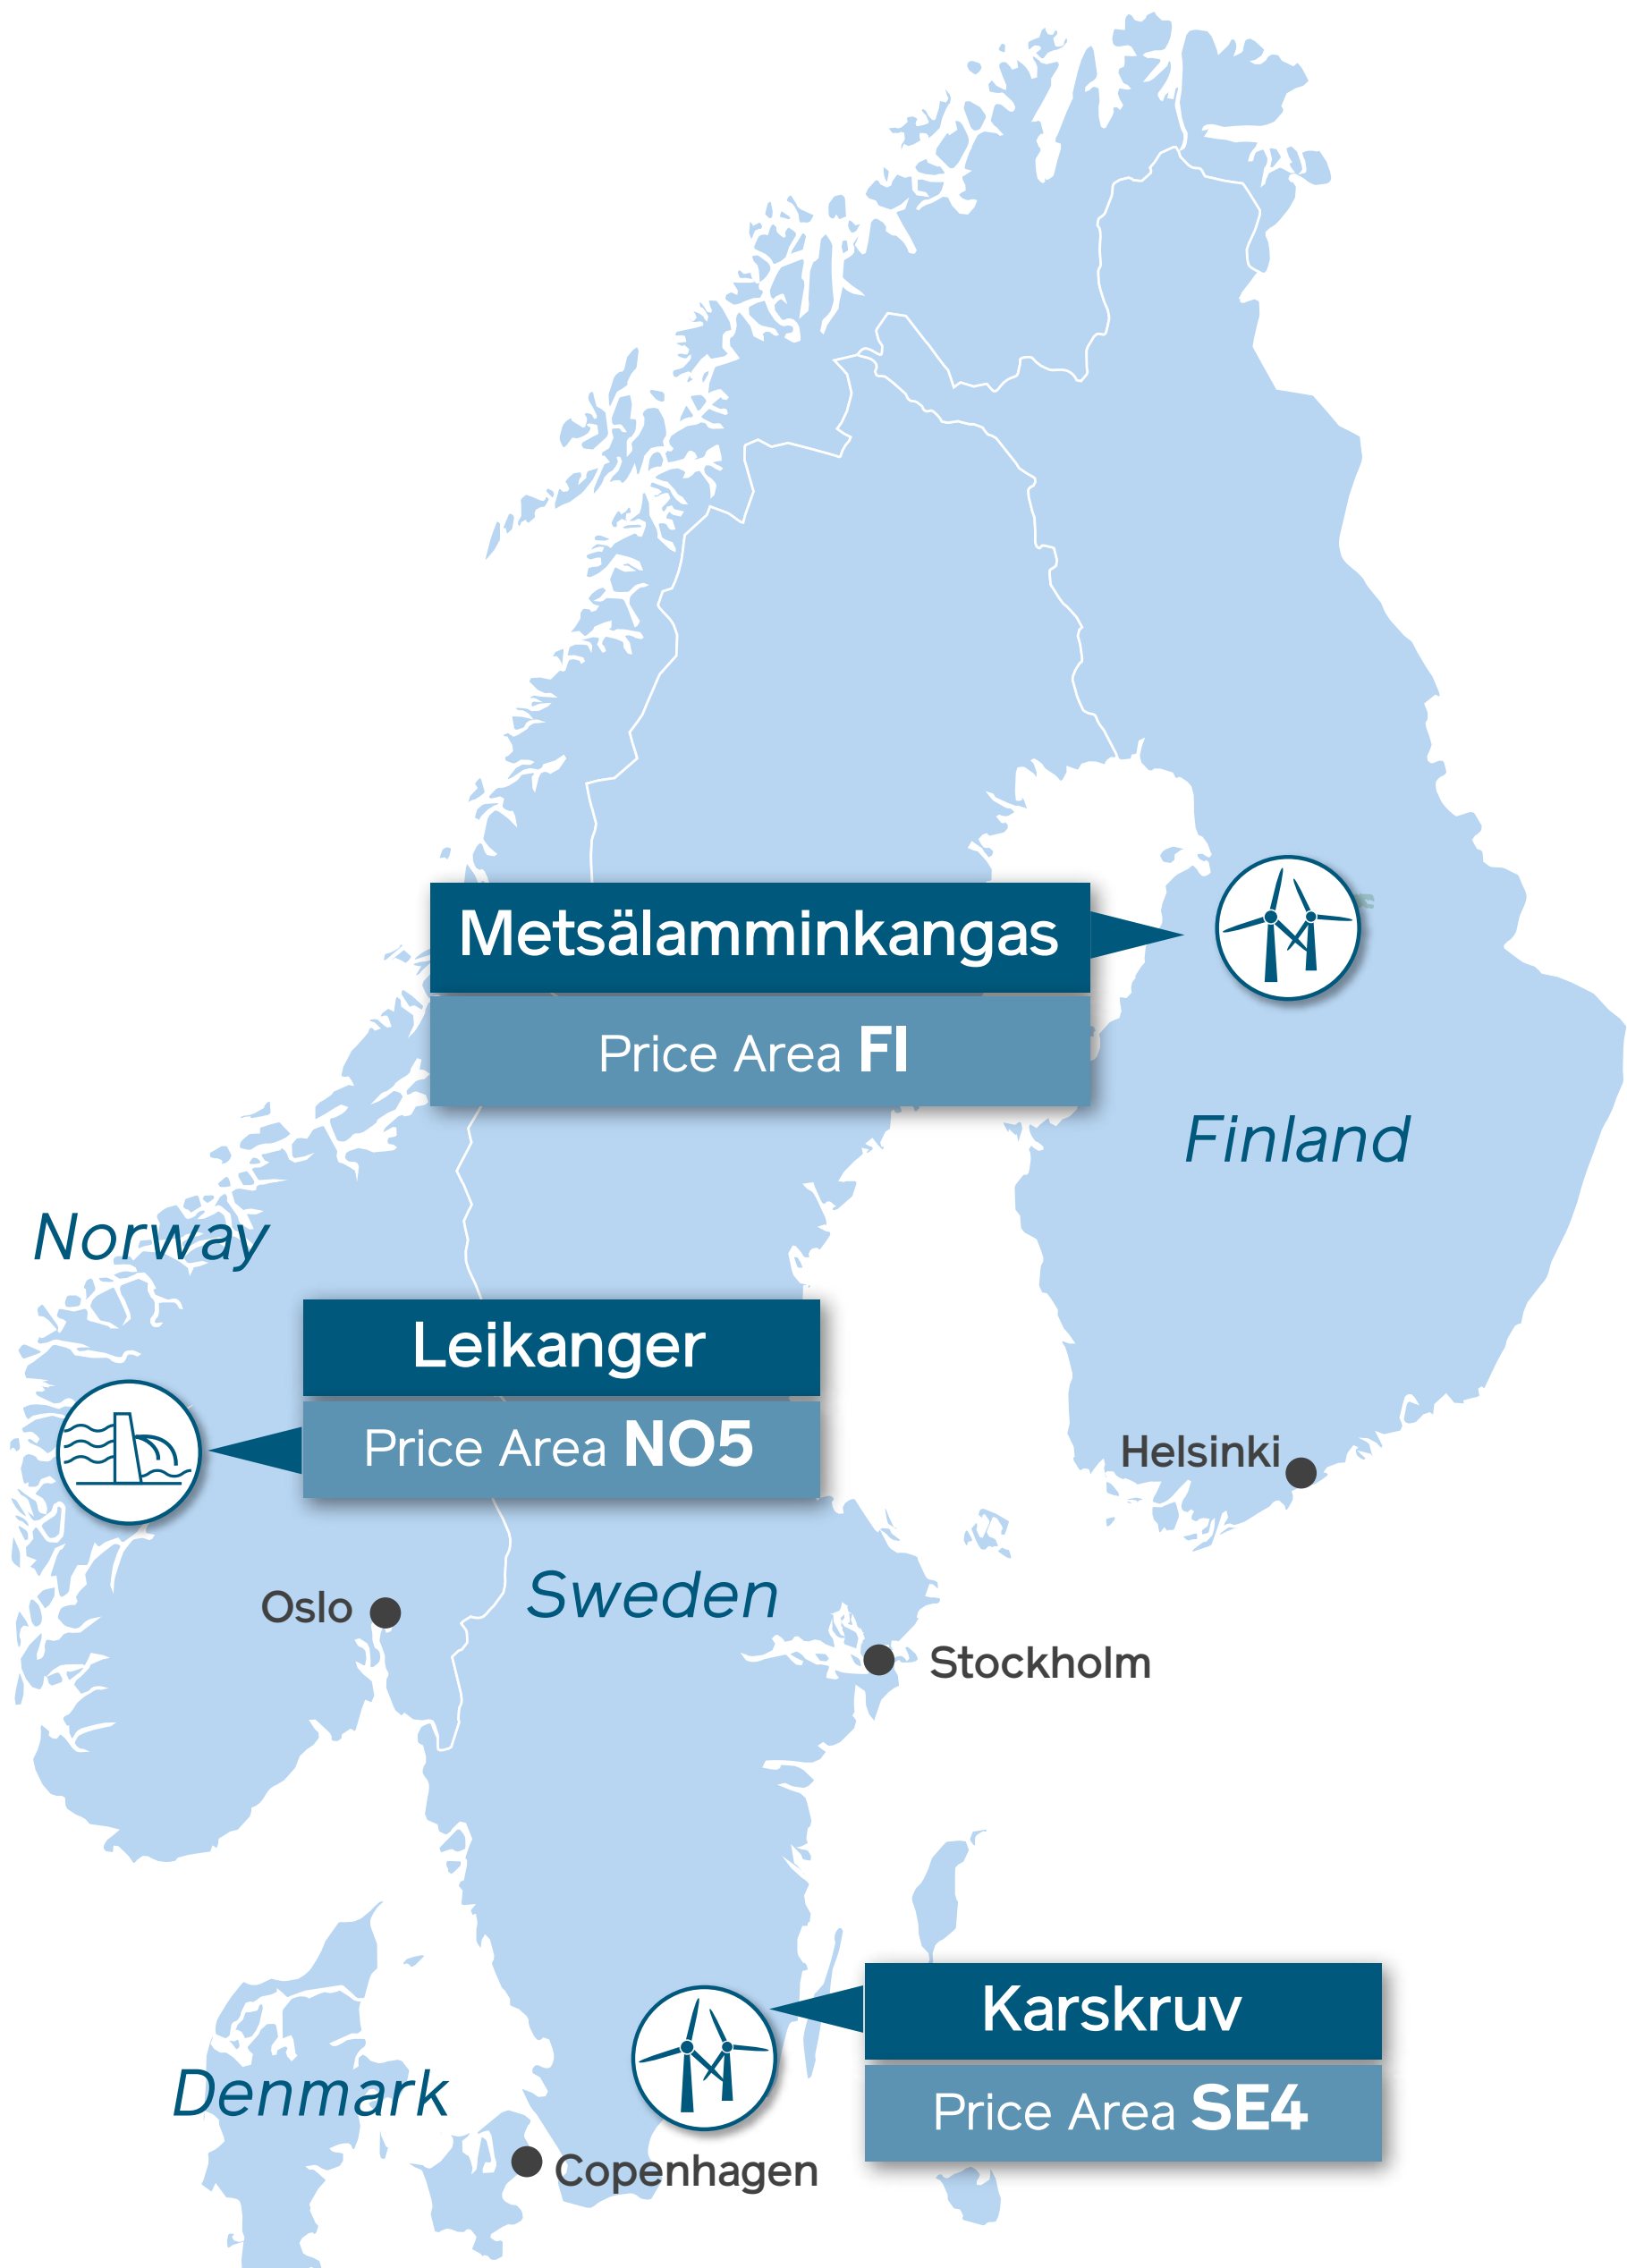 Metsälamminkangas
Price Area FI
Finland
Norway
Leikanger
Price Area NO5
Helsinki
Oslo
Sweden
Stockholm
Karskruv
Price Area SE4
Denmark
Copenhagen